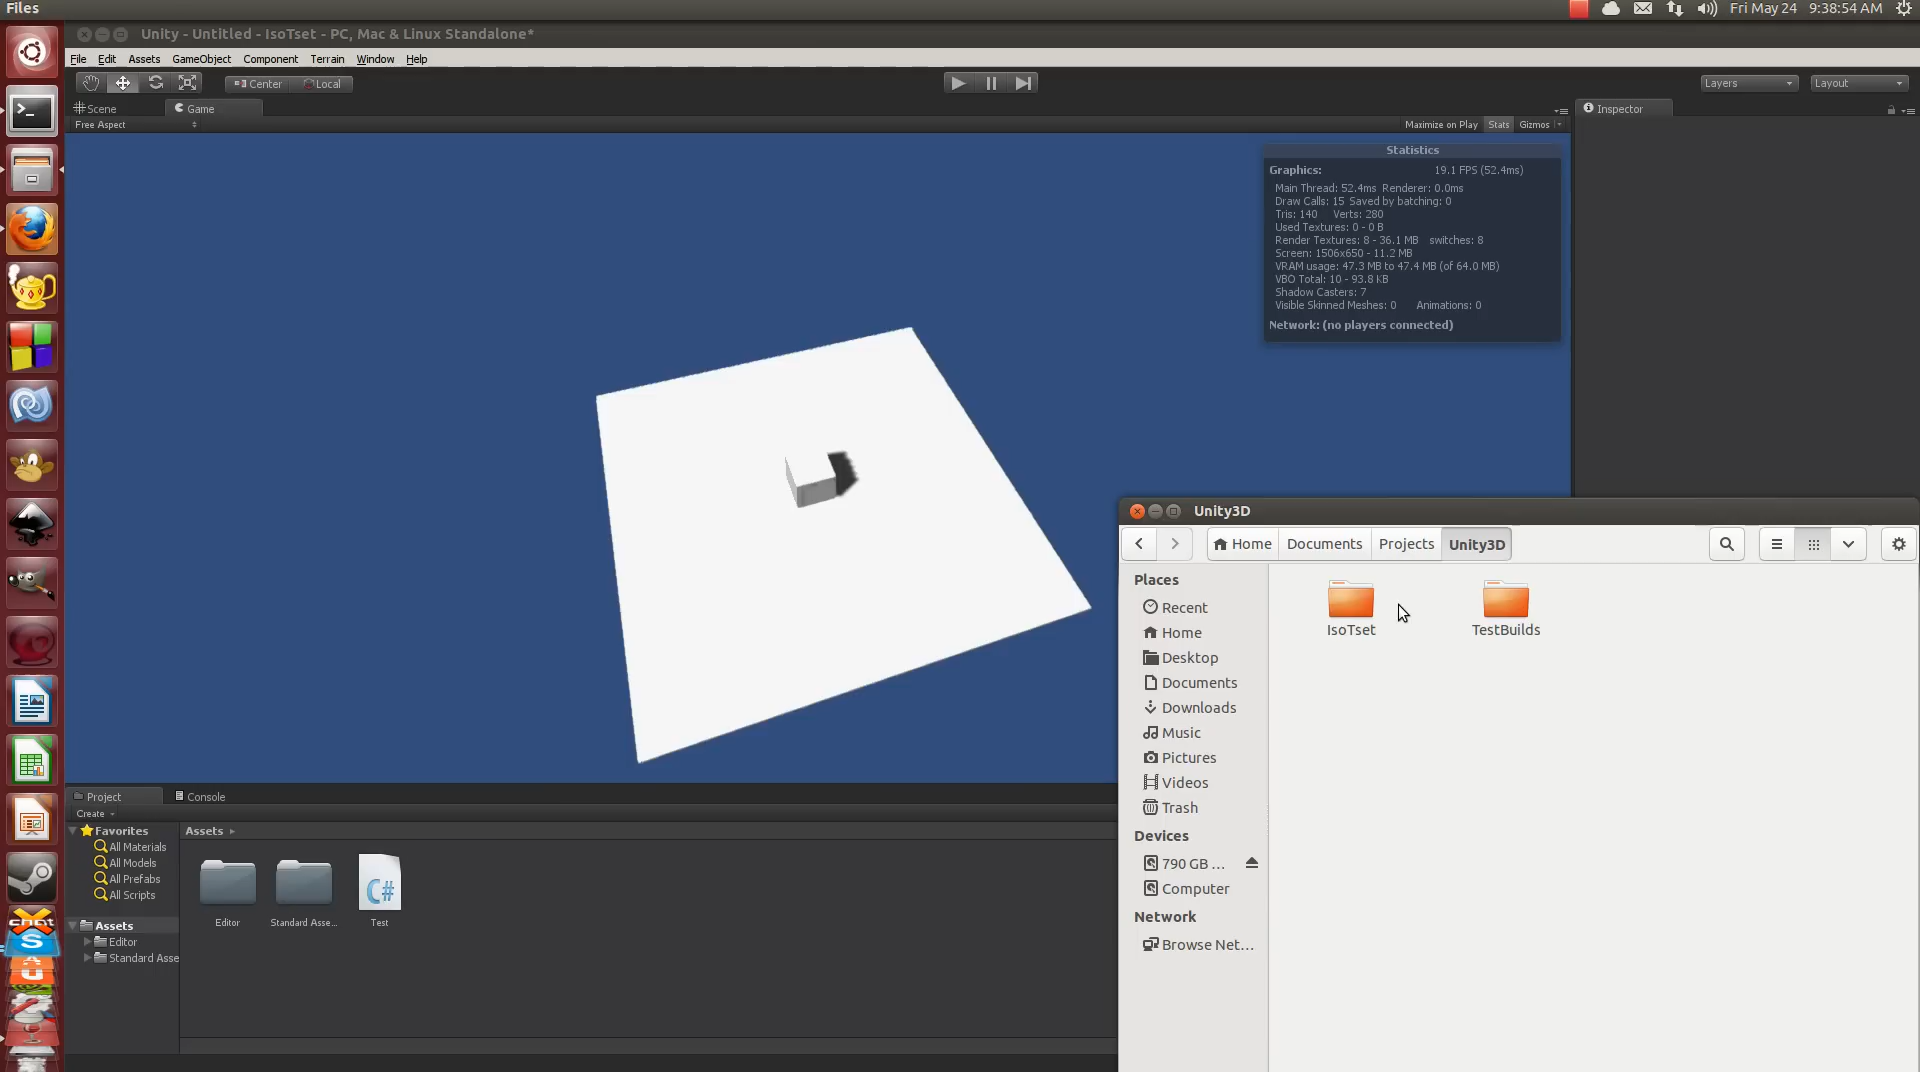 Files
Fri May 24 9:38:54 AM
Unity - Untitled - IsoTset - PC, Mac & Linux Standalone*
File Edit Assets GameObject Component Terrain Window Help
Center Local
Layers Layout
Scene Game
Inspector
Free Aspect
Maximize on Play Stats Gizmos
Statistics
Graphics: 19.1 FPS (52.4ms)
Main Thread: 52.4ms Renderer: 0.0ms
Draw Calls: 15 Saved by batching: 0
Tris: 140 Verts: 280
Used Textures: 0 - 0 B
Render Textures: 8 - 36.1 MB switches: 8
Screen: 1506x650 - 11.2 MB
VRAM usage: 47.3 MB to 47.4 MB (of 64.0 MB)
VBO Total: 10 - 93.8 KB
Shadow Casters: 7
Visible Skinned Meshes: 0 Animations: 0
Network: (no players connected)
Unity3D
Home Documents Projects Unity3D
Places
Recent
Home
Desktop
Documents
Downloads
Music
Pictures
Videos
Trash
Devices
790 GB ...
Computer
Network
Browse Net...
IsoTset
TestBuilds
Project Console
Create
Favorites
All Materials
All Models
All Prefabs
All Scripts
Assets
Editor
Standard Asse
Assets
C#
Editor
Standard Asse...
Test